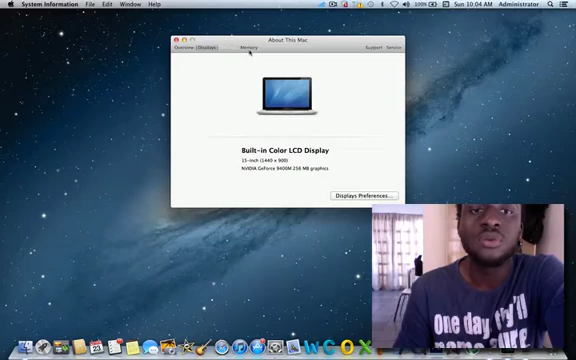 System Information File Edit Window Help
100% Sun 10:04 AM Administrator
About This Mac
Overview Displays Memory Support Service
Built-in Color LCD Display
15-inch (1440 x 900)
NVIDIA GeForce 9400M 256 MB graphics
Displays Preferences...
One day, I'll